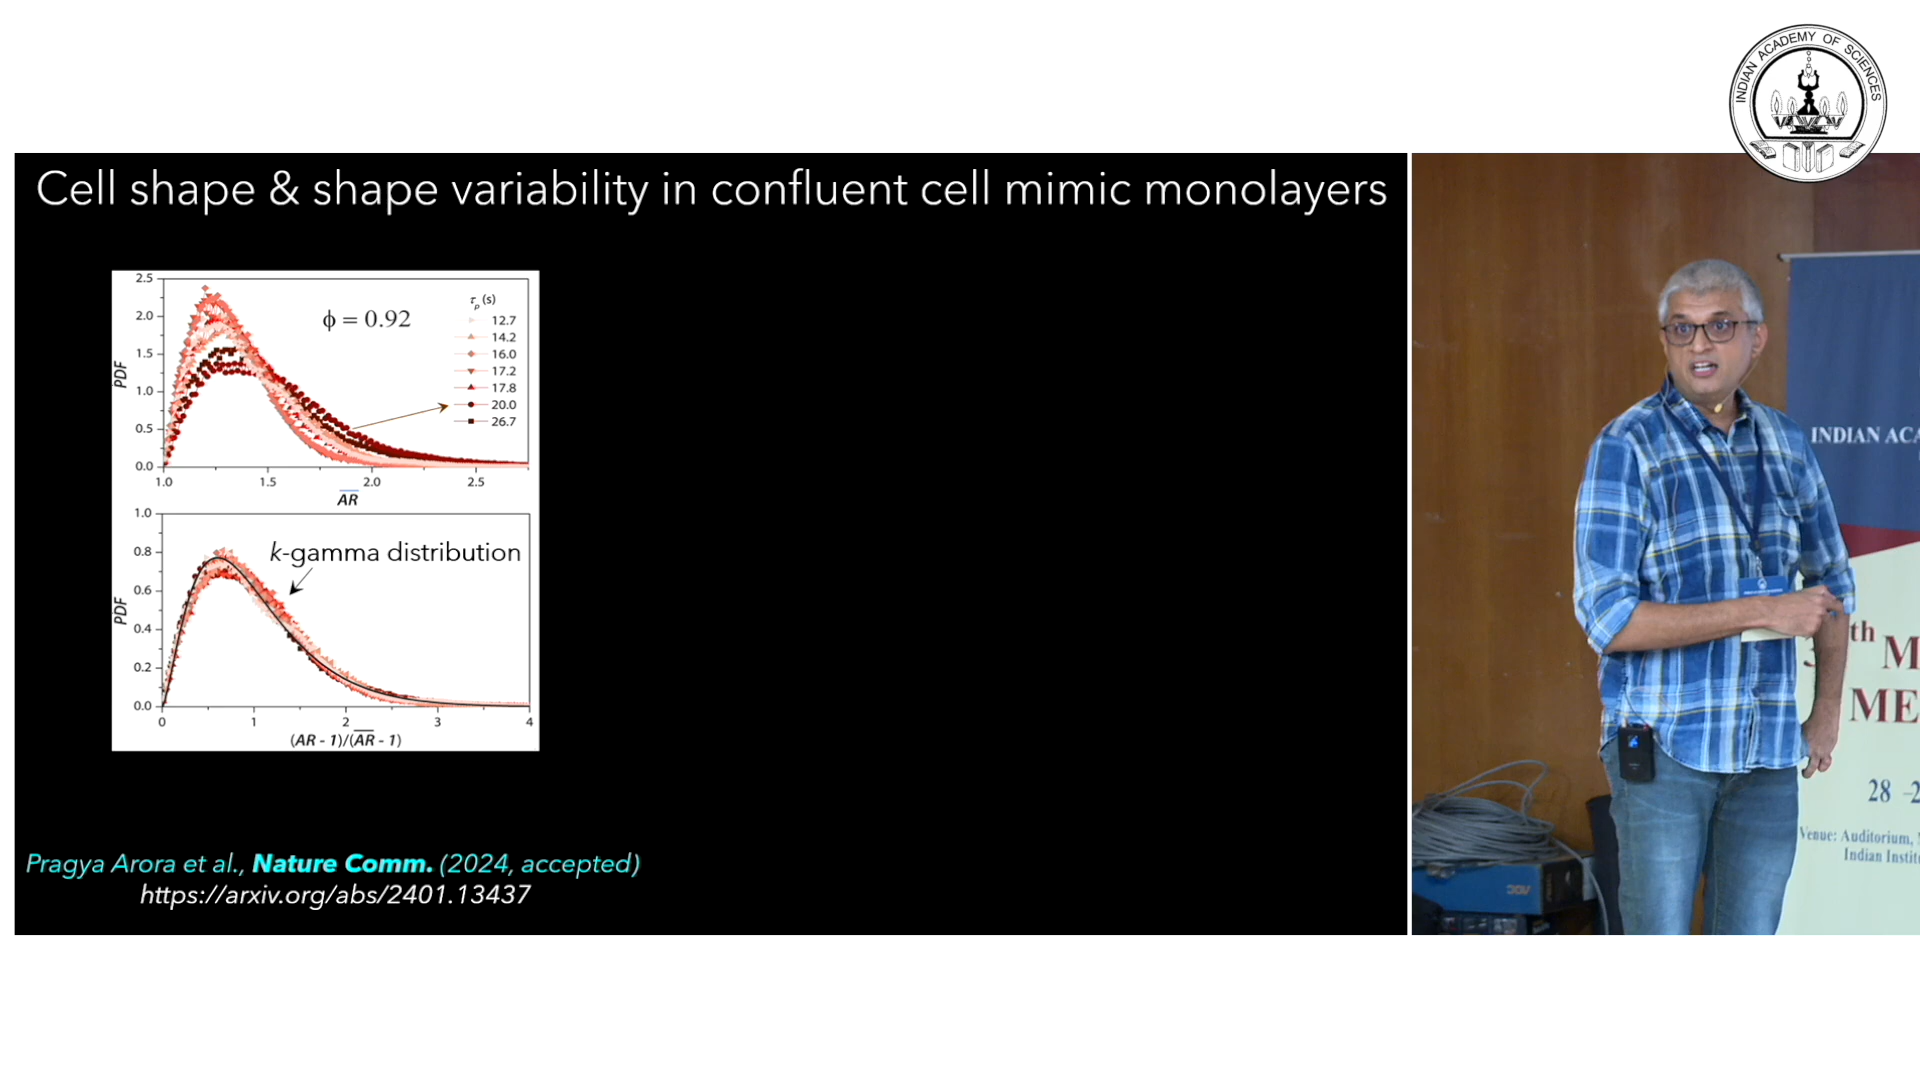 INDIAN ACADEMY OF SCIENCES
Cell shape & shape variability in confluent cell mimic monolayers
2.5
2.0
1.5
1.0
0.5
0.0
PDF
ϕ = 0.92
τp (s)
12.7
14.2
16.0
17.2
17.8
20.0
26.7
1.0 1.5 2.0 2.5
AR
1.0
0.8
0.6
0.4
0.2
0.0
PDF
k-gamma distribution
0 1 2 3 4
(AR - 1)/(A̅R̅ - 1)
Pragya Arora et al., Nature Comm. (2024, accepted)
https://arxiv.org/abs/2401.13437
INDIAN ACA
th M
ME
28 -2
Venue: Auditorium,
Indian Instit